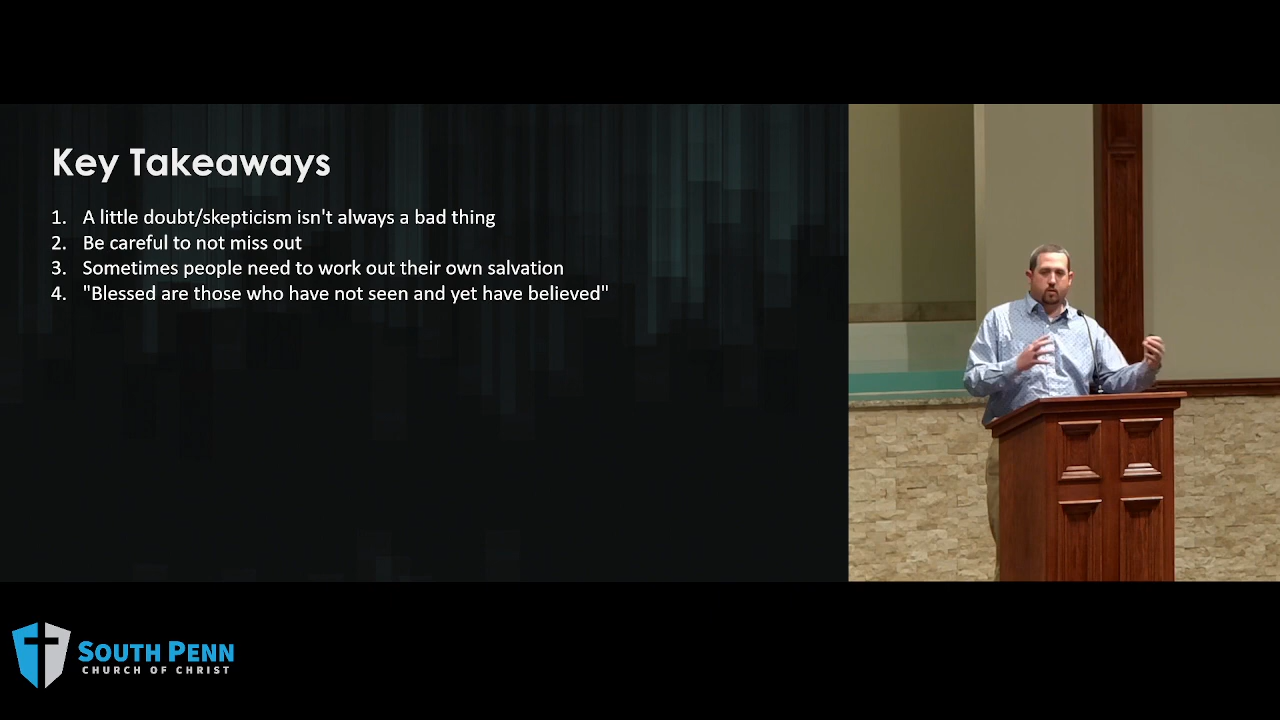 Key Takeaways
1. A little doubt/skepticism isn't always a bad thing
2. Be careful to not miss out
3. Sometimes people need to work out their own salvation
4. "Blessed are those who have not seen and yet have believed"
SOUTH PENN
CHURCH OF CHRIST